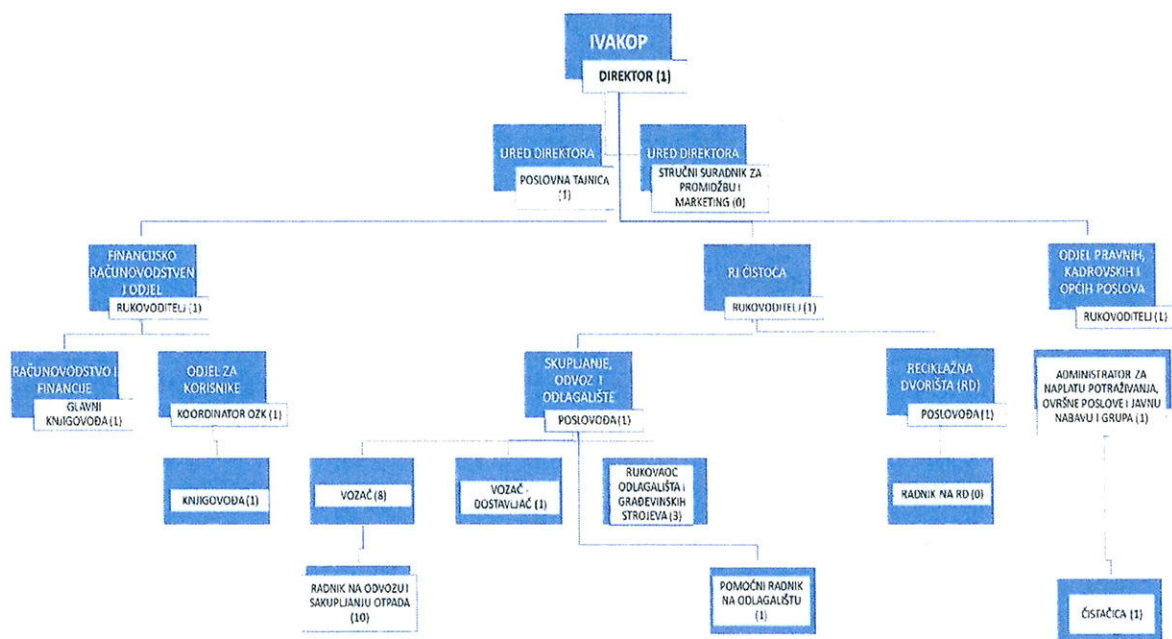 IVAKOP
DIREKTOR (1)
URED DIREKTORA
POSLOVNA TAJNICA
(1)
URED DIREKTORA
STRUČNI SURADNIK ZA
PROMIDŽBU I
MARKETING (0)
FINANCIJSKO
RAČUNOVODSTVEN
I ODJEL
RUKOVODITELJ (1)
RJ ČISTOĆA
RUKOVODITELJ (1)
ODJEL PRAVNIH,
KADROVSKIH I
OPĆIH POSLOVA
RUKOVODITELJ (1)
RAČUNOVODSTVO I
FINANCIJE
GLAVNI
KNJIGOVOĐA (1)
ODJEL ZA
KORISNIKE
KOORDINATOR OZK (1)
SKUPLJANJE,
ODVOZ I
ODLAGALIŠTE
POSLOVOĐA (1)
RECIKLAŽNA
DVORIŠTA (RD)
POSLOVOĐA (1)
ADMINISTRATOR ZA
NAPLATU POTRAŽIVANJA,
OVRŠNE POSLOVE I JAVNU
NABAVU I GRUPA (1)
KNJIGOVOĐA (1)
VOZAČ (8)
VOZAČ -
DOSTAVLJAČ (1)
RUKOVAOC
ODLAGALIŠTA I
GRAĐEVINSKIH
STROJEVA (3)
RADNIK NA RD (0)
RADNIK NA ODVOZU I
SAKUPLJANJU OTPADA
(10)
POMOĆNI RADNIK
NA ODLAGALIŠTU
(1)
ČISTAČICA (1)